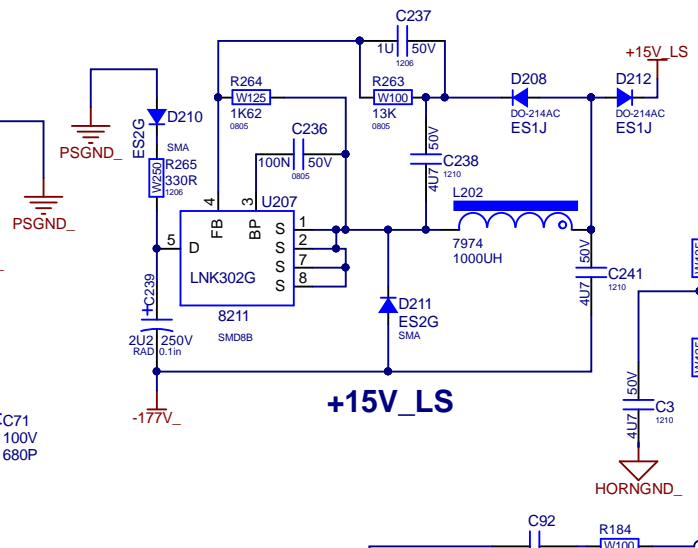 C237
1U
50V
1206
+15V_LS
R264
W125
1K62
0805
R263
W100
13K
0805
D208
DO-214AC
ES1J
D212
DO-214AC
ES1J
D210
ES2G
SMA
PSGND_
R265
W250
330R
1206
C236
100N
50V
0805
50V
C238
1210
4U7
L202
7974
1000UH
PSGND_
4
3
U207
FB
BP
S
1
S
2
S
7
S
8
5
D
LNK302G
8211
SMD8B
50V
C241
1210
4U7
C239
+
2U2
250V
RAD 0.1in
D211
ES2G
SMA
+15V_LS
-177V_
C71
100V
680P
50V
C3
1210
4U7
HORNGND_
C92
R184
W100